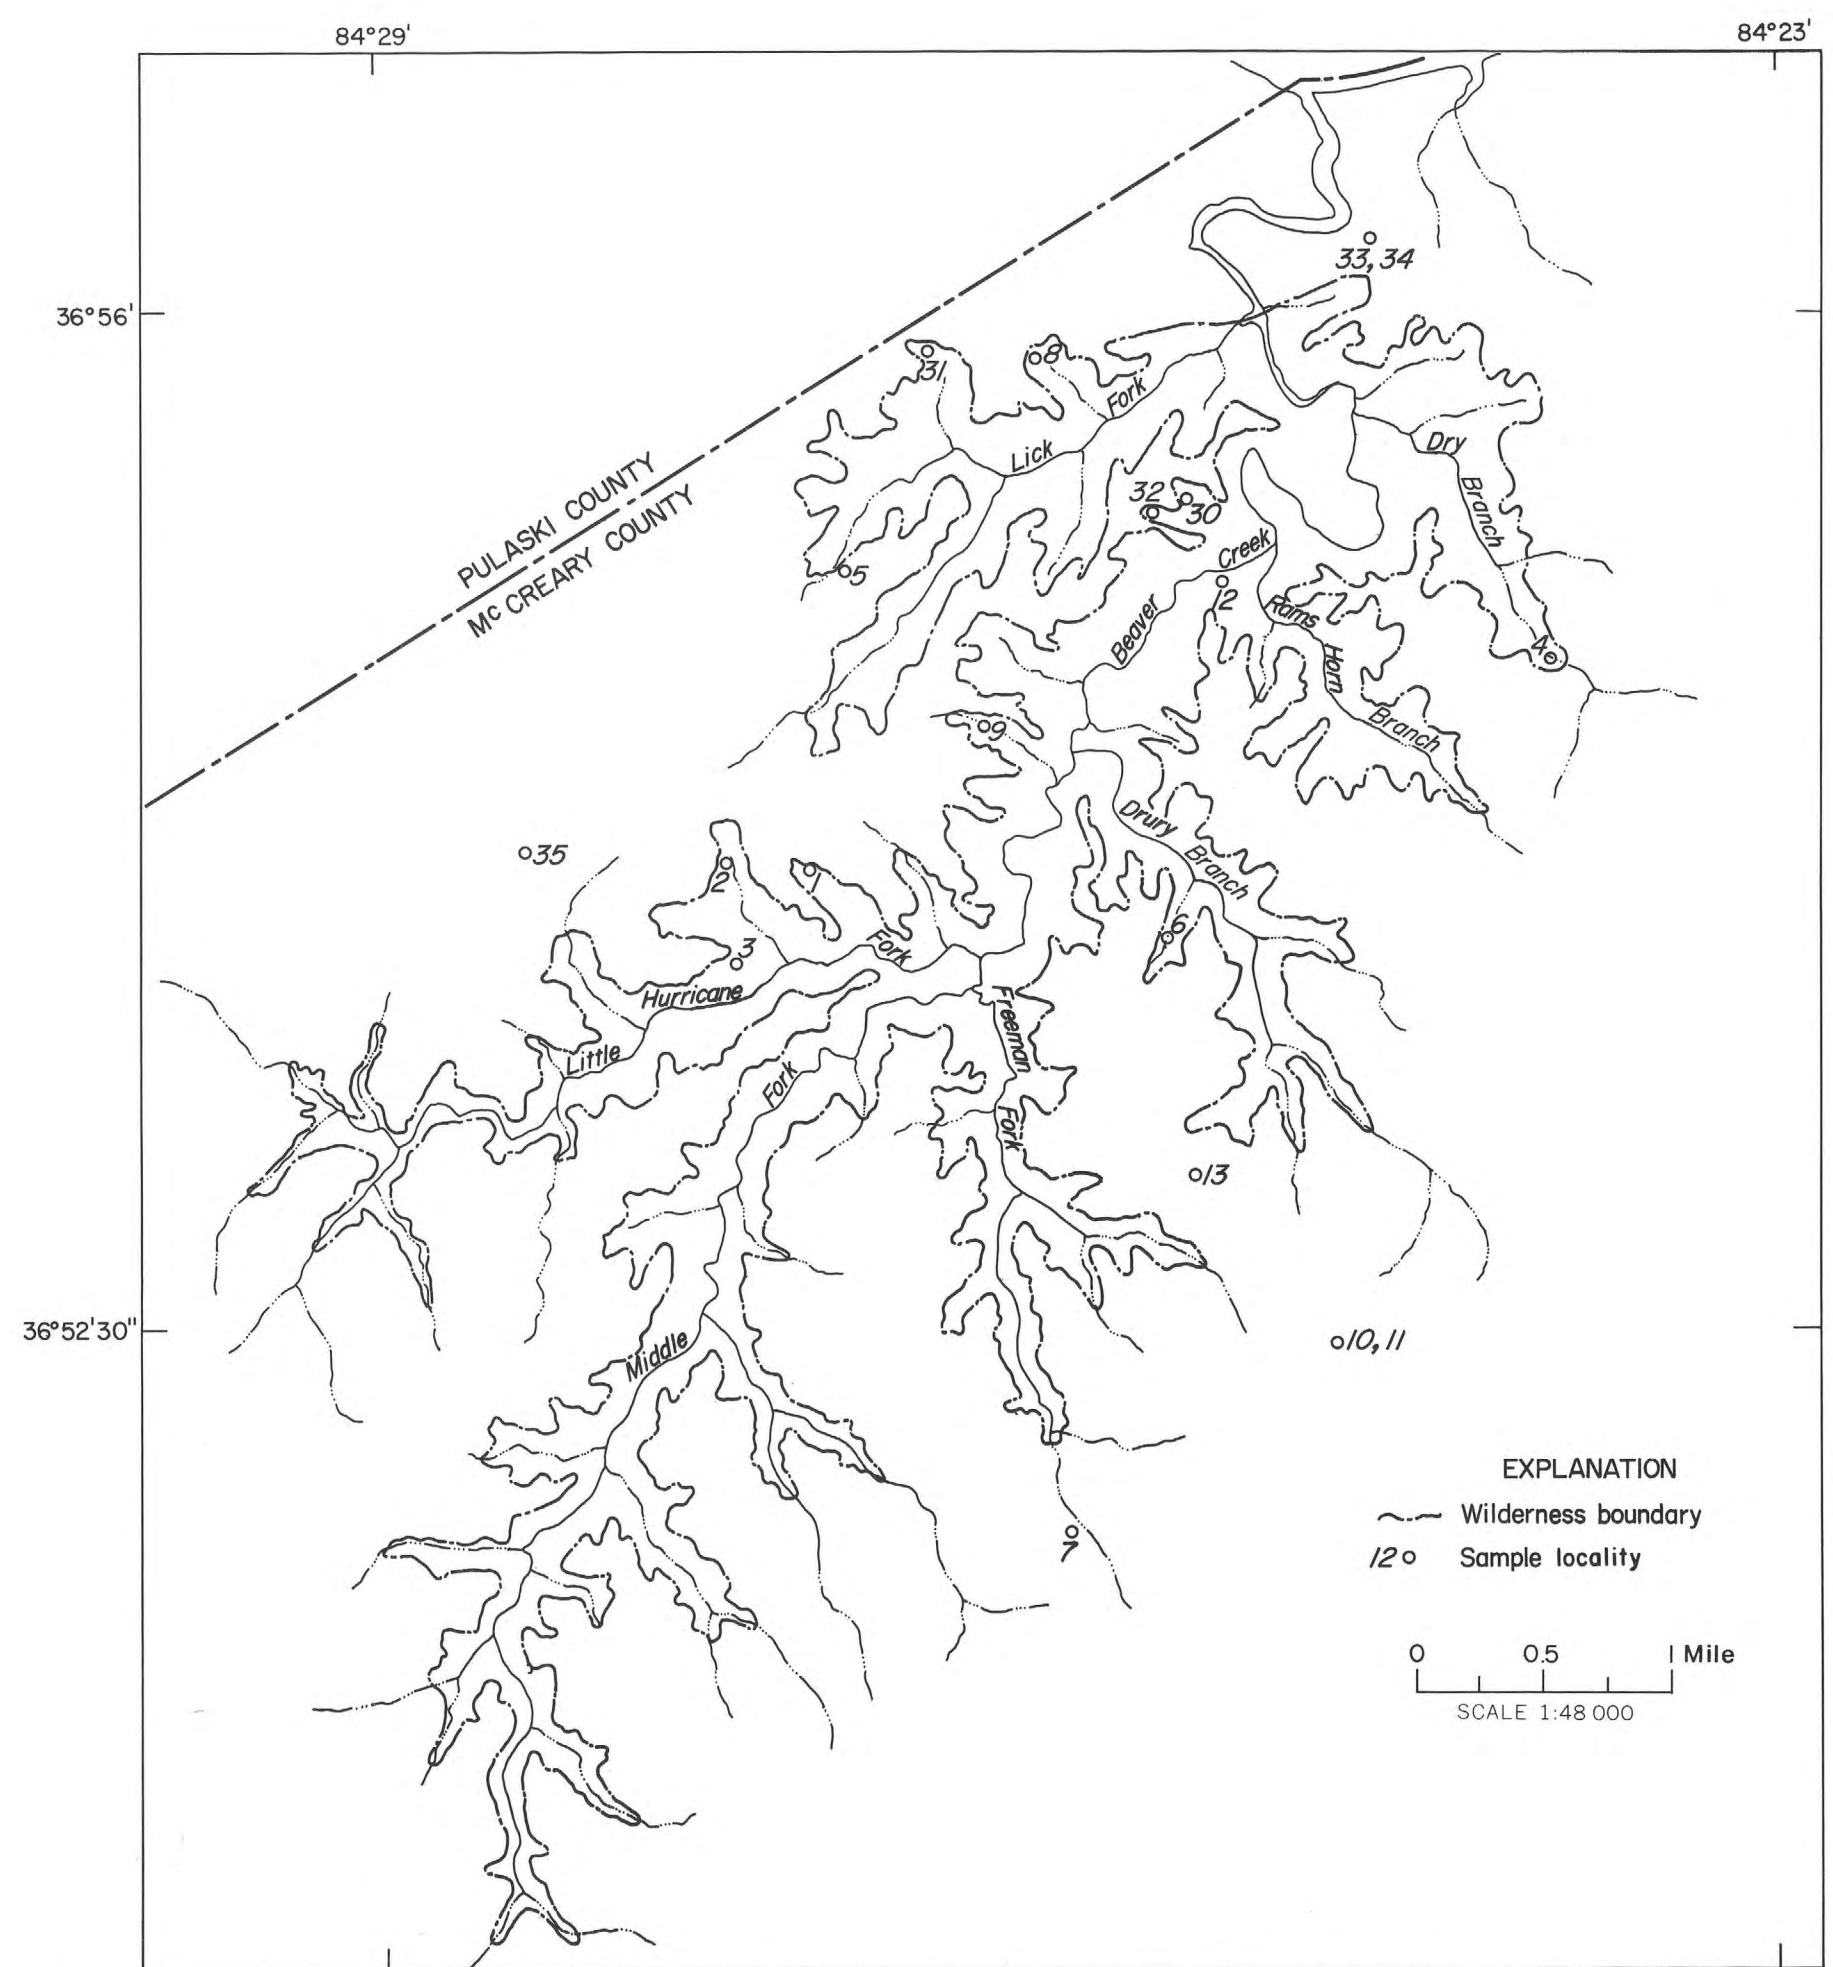 84°29'
84°23'
33, 34
36°56'
31
8
Fork
Lick
Dry
Branch
PULASKI COUNTY
Mc CREARY COUNTY
32
30
5
Creek
12
Beaver
Rams
Horn
Branch
4
9
Drury
Branch
35
2
1
3
Fork
6
Hurricane
Little
Freeman
Fork
Fork
13
36°52'30"
Middle
10, 11
7
EXPLANATION
Wilderness boundary
12 Sample locality
0 0.5 1 Mile
SCALE 1:48 000